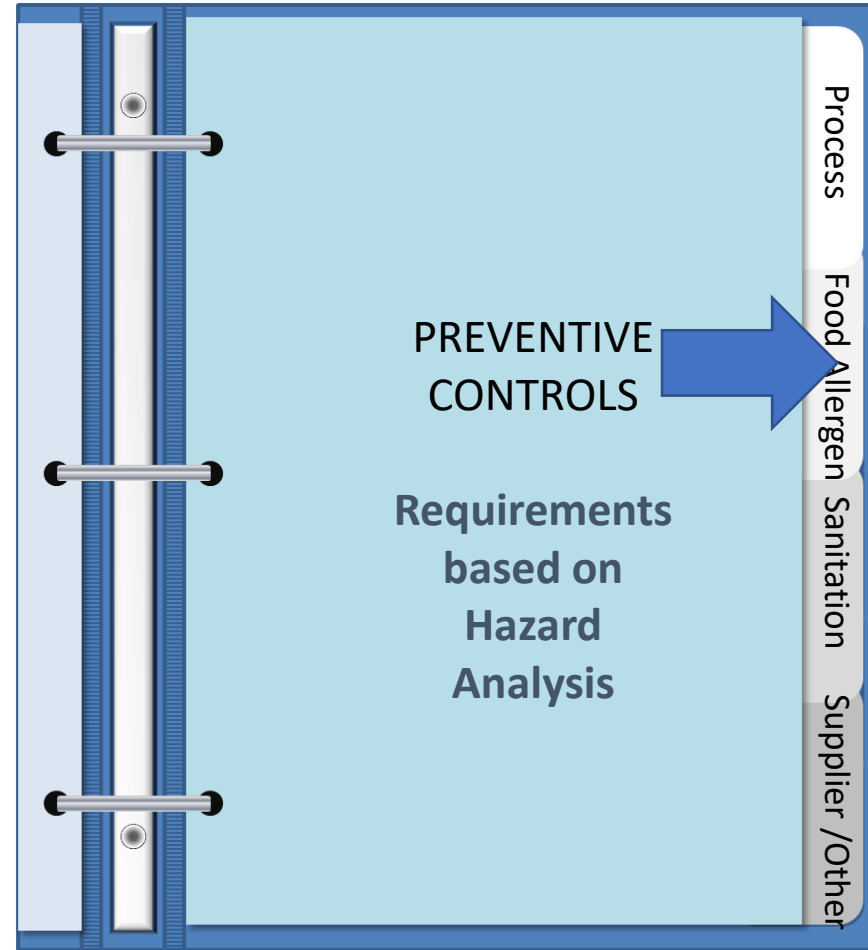 PREVENTIVE
CONTROLS
Requirements
based on
Hazard
Analysis
Process
Food Allergen
Sanitation
Supplier /Other